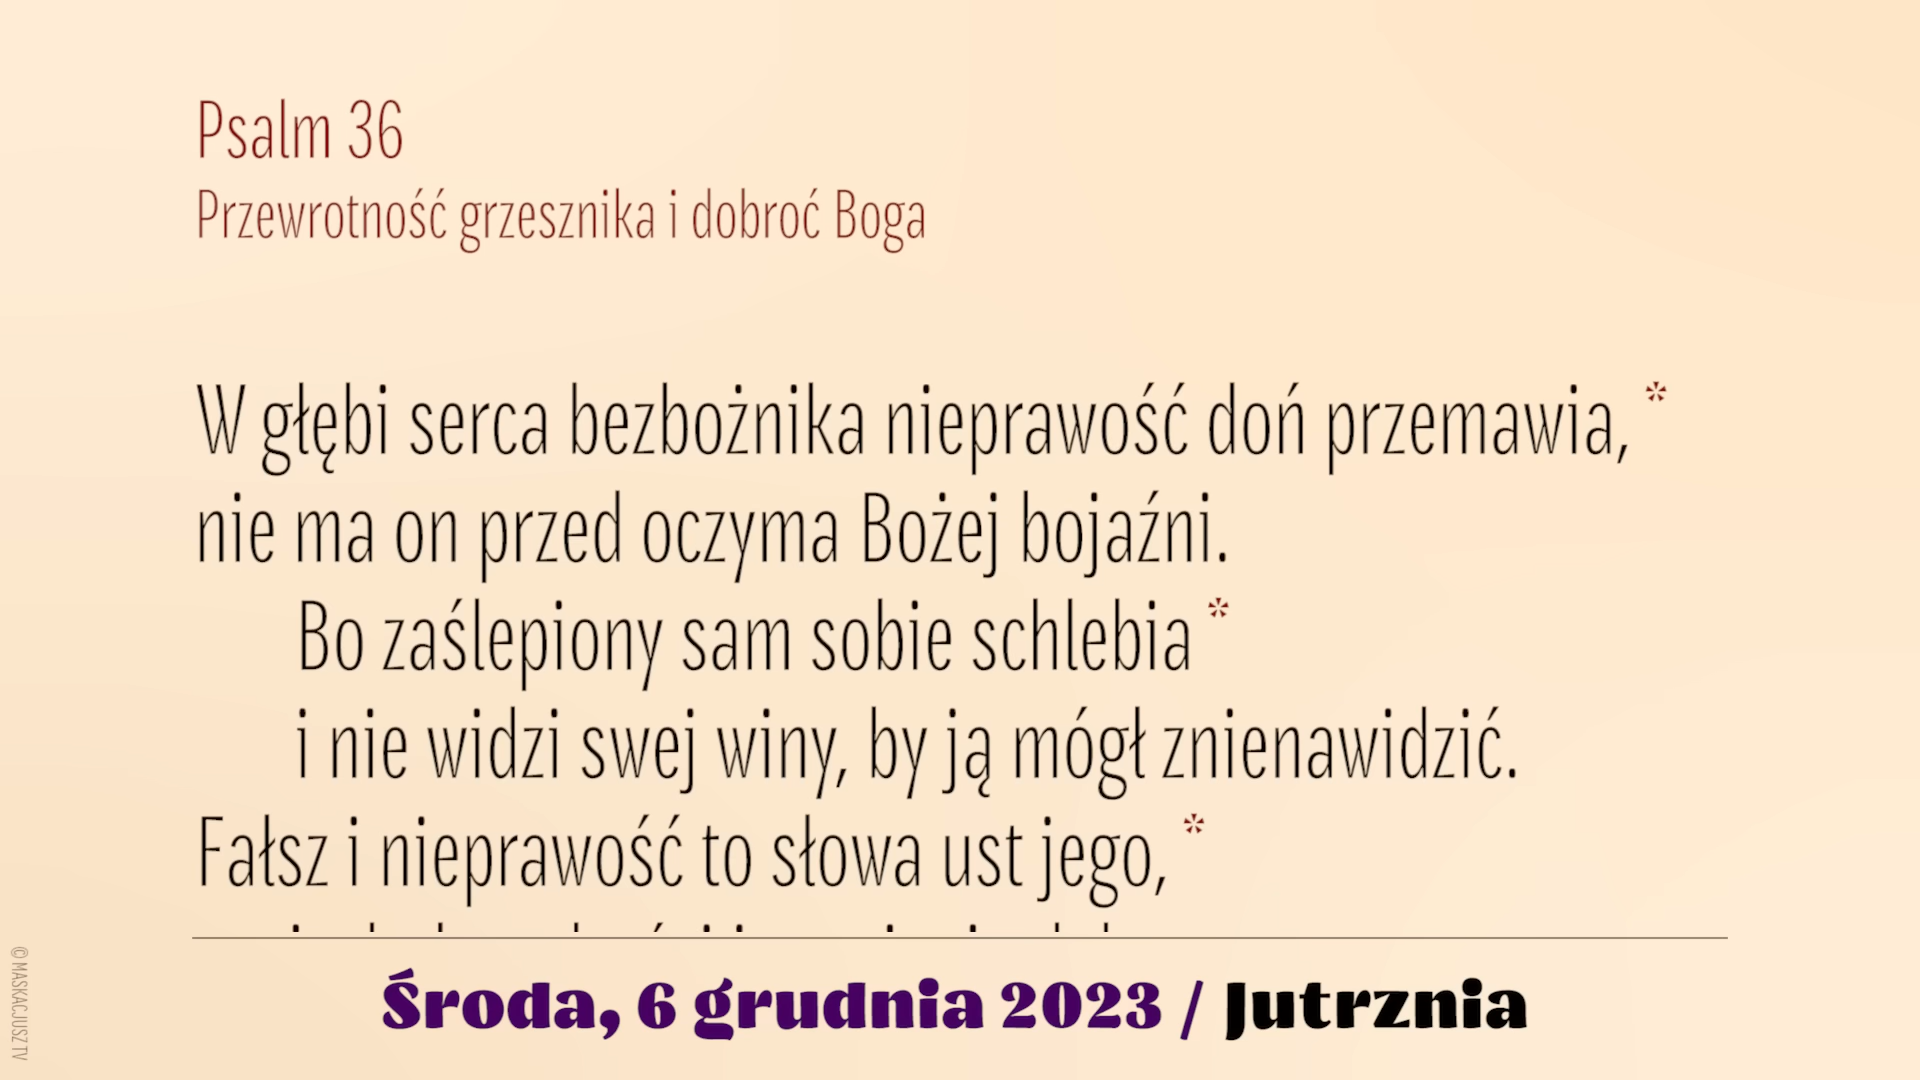 Psalm 36
Przewrotność grzesznika i dobroć Boga
W głębi serca bezbożnika nieprawość doń przemawia, *
nie ma on przed oczyma Bożej bojaźni.
Bo zaślepiony sam sobie schlebia *
i nie widzi swej winy, by ją mógł znienawidzić.
Fałsz i nieprawość to słowa ust jego, *
Środa, 6 grudnia 2023 / Jutrznia
© MASKACJUSZ TV